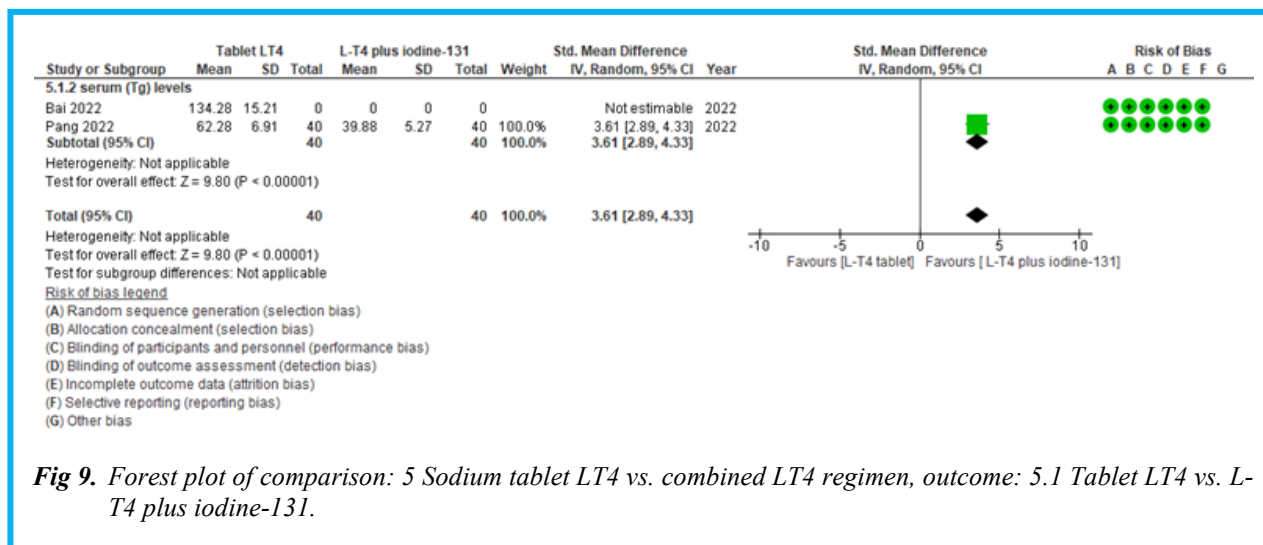 Tablet LT4 L-T4 plus iodine-131 Std. Mean Difference Std. Mean Difference Risk of Bias
Study or Subgroup Mean SD Total Mean SD Total Weight IV, Random, 95% CI Year IV, Random, 95% CI A B C D E F G
5.1.2 serum (Tg) levels
Bai 2022 134.28 15.21 0 0 0 0 Not estimable 2022
Pang 2022 62.28 6.91 40 39.88 5.27 40 100.0% 3.61 [2.89, 4.33] 2022
Subtotal (95% CI) 40 40 100.0% 3.61 [2.89, 4.33]
Heterogeneity: Not applicable
Test for overall effect: Z = 9.80 (P < 0.00001)
Total (95% CI) 40 40 100.0% 3.61 [2.89, 4.33]
Heterogeneity: Not applicable
Test for overall effect: Z = 9.80 (P < 0.00001)
Test for subgroup differences: Not applicable
-10 -5 0 5 10
Favours [L-T4 tablet] Favours [ L-T4 plus iodine-131]
Risk of bias legend
(A) Random sequence generation (selection bias)
(B) Allocation concealment (selection bias)
(C) Blinding of participants and personnel (performance bias)
(D) Blinding of outcome assessment (detection bias)
(E) Incomplete outcome data (attrition bias)
(F) Selective reporting (reporting bias)
(G) Other bias
Fig 9. Forest plot of comparison: 5 Sodium tablet LT4 vs. combined LT4 regimen, outcome: 5.1 Tablet LT4 vs. L-
T4 plus iodine-131.